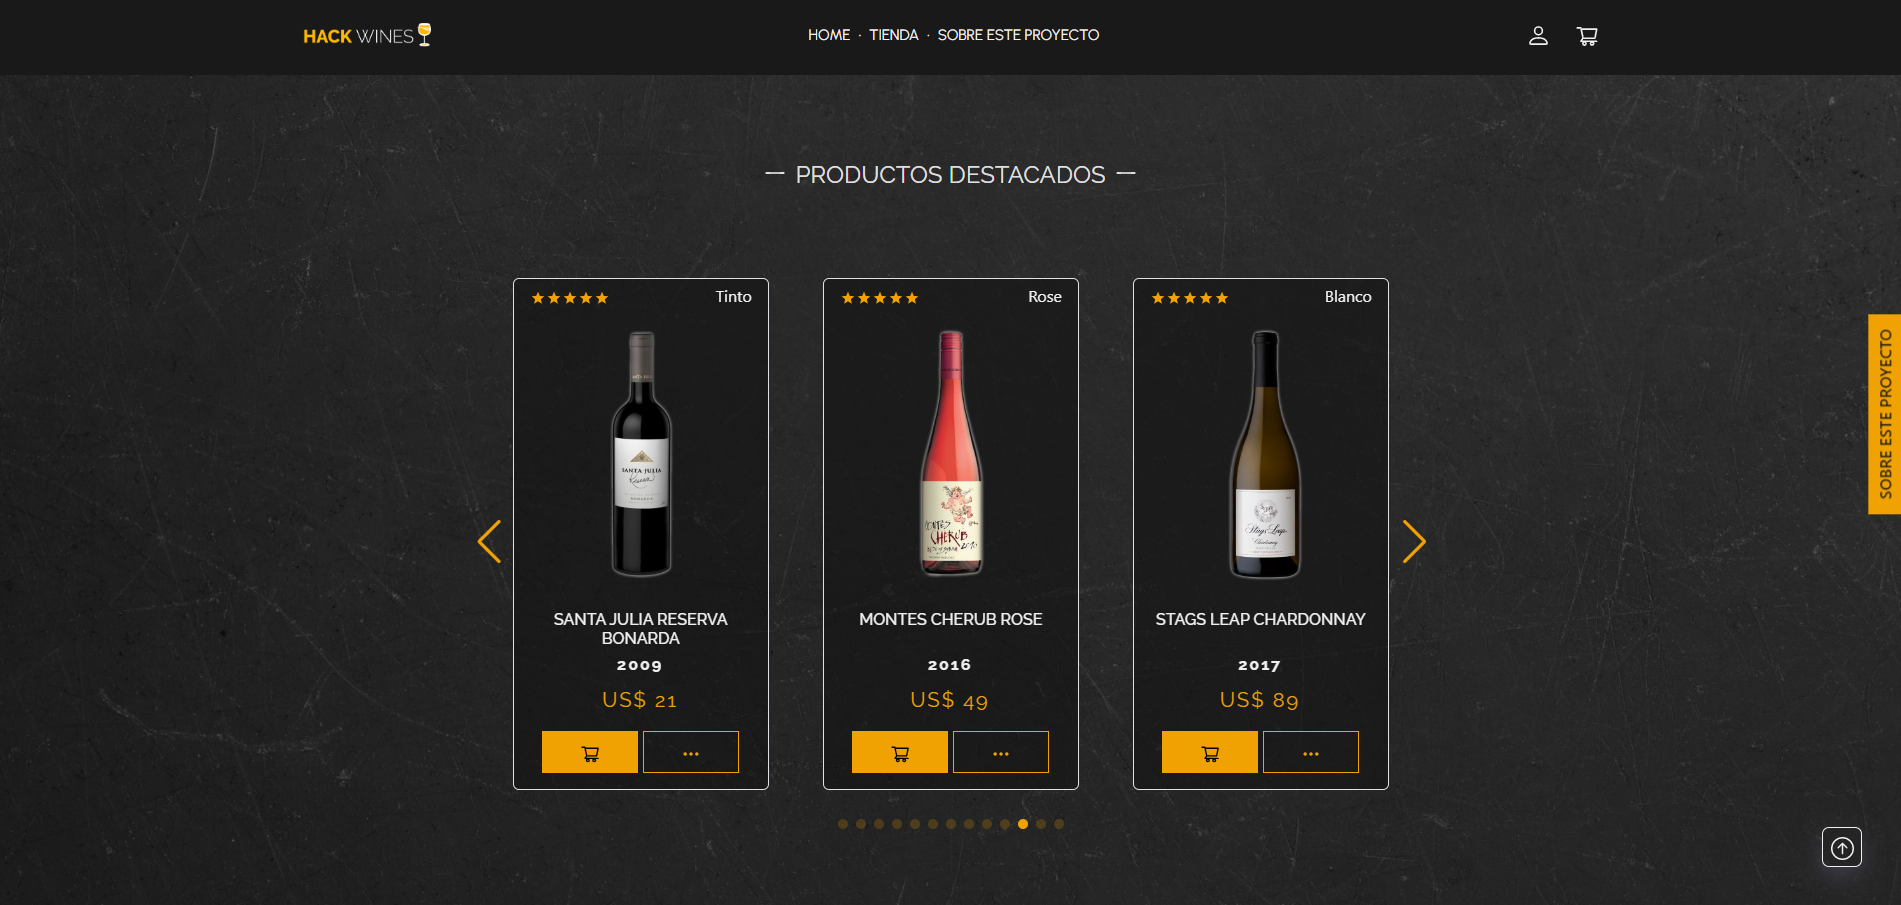 HACK WINES
HOME · TIENDA · SOBRE ESTE PROYECTO
— PRODUCTOS DESTACADOS —
Tinto
SANTA JULIA
Reserva
BONARDA
SANTA JULIA RESERVA
BONARDA
2009
US$ 21
...
Rose
MONTES
CHERUB
MONTES CHERUB ROSE
2016
US$ 49
...
Blanco
Stags' Leap
Chardonnay
STAGS LEAP CHARDONNAY
2017
US$ 89
...
SOBRE ESTE PROYECTO